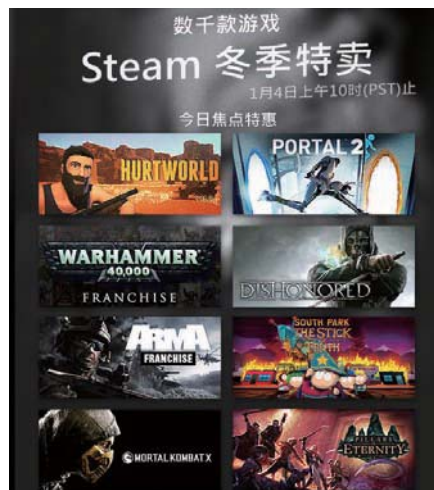 数千款游戏
Steam 冬季特卖
1月4日上午10时(PST)止
今日焦点特惠
HURTWORLD
PORTAL 2
WARHAMMER
40,000
FRANCHISE
DISHONORED
ARMA
FRANCHISE
SOUTH PARK
THE STICK
OF TRUTH
MORTAL KOMBAT X
PILLARS
OF
ETERNITY